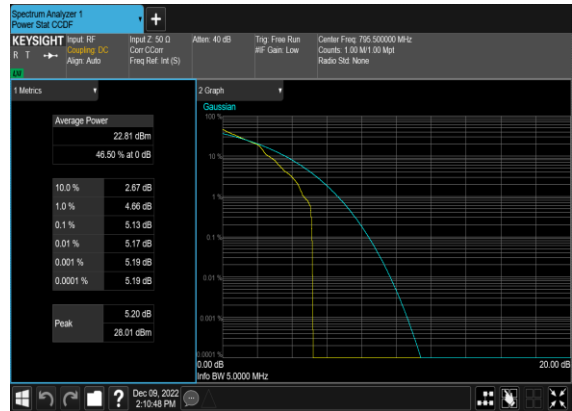 Spectrum Analyzer 1
Power Stat CCDF
+
KEYSIGHT
R T
LV
Input: RF
Coupling: DC
Align: Auto
Input Z: 50 Ω
Corr CCorr
Freq Ref: Int (S)
Atten: 40 dB
Trig: Free Run
#IF Gain: Low
Center Freq: 795.500000 MHz
Counts: 1.00 M/1.00 Mpt
Radio Std: None
1 Metrics
Average Power
22.81 dBm
46.50 % at 0 dB
10.0 % 2.67 dB
1.0 % 4.66 dB
0.1 % 5.13 dB
0.01 % 5.17 dB
0.001 % 5.19 dB
0.0001 % 5.19 dB
Peak
5.20 dB
28.01 dBm
2 Graph
Gaussian
100 %
10 %
1 %
0.1 %
0.01 %
0.001 %
0.0001 %
0.00 dB
20.00 dB
Info BW 5.0000 MHz
?
Dec 09, 2022
2:10:48 PM